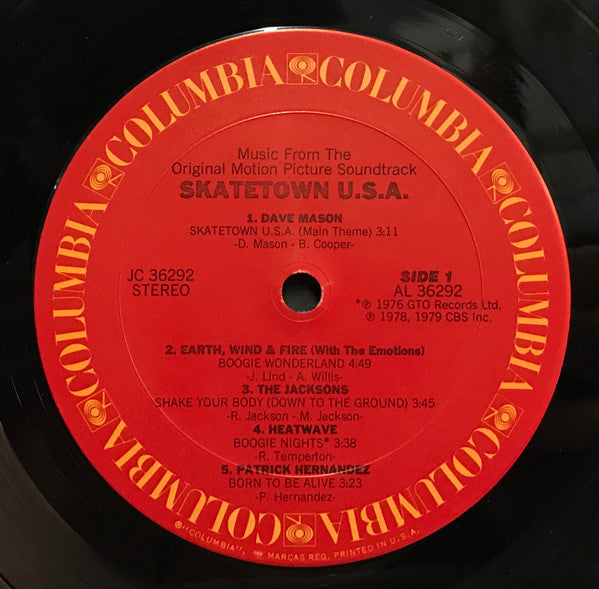 COLUMBIA COLUMBIA COLUMBIA COLUMBIA COLUMBIA COLUMBIA
Music From The
Original Motion Picture Soundtrack
SKATETOWN U.S.A.
1. DAVE MASON
SKATETOWN U.S.A. (Main Theme) 3:11
-D. Mason - B. Cooper-
JC 36292
STEREO
SIDE 1
AL 36292
*℗ 1976 GTO Records Ltd.
℗ 1978, 1979 CBS Inc.
2. EARTH, WIND & FIRE (With The Emotions)
BOOGIE WONDERLAND 4:49
-J. Lind - A. Willis-
3. THE JACKSONS
SHAKE YOUR BODY (DOWN TO THE GROUND) 3:45
-R. Jackson - M. Jackson-
4. HEATWAVE
BOOGIE NIGHTS* 3:38
-R. Temperton-
5. PATRICK HERNANDEZ
BORN TO BE ALIVE 3:23
-P. Hernandez-
®"COLUMBIA", MARCAS REG. PRINTED IN U.S.A.